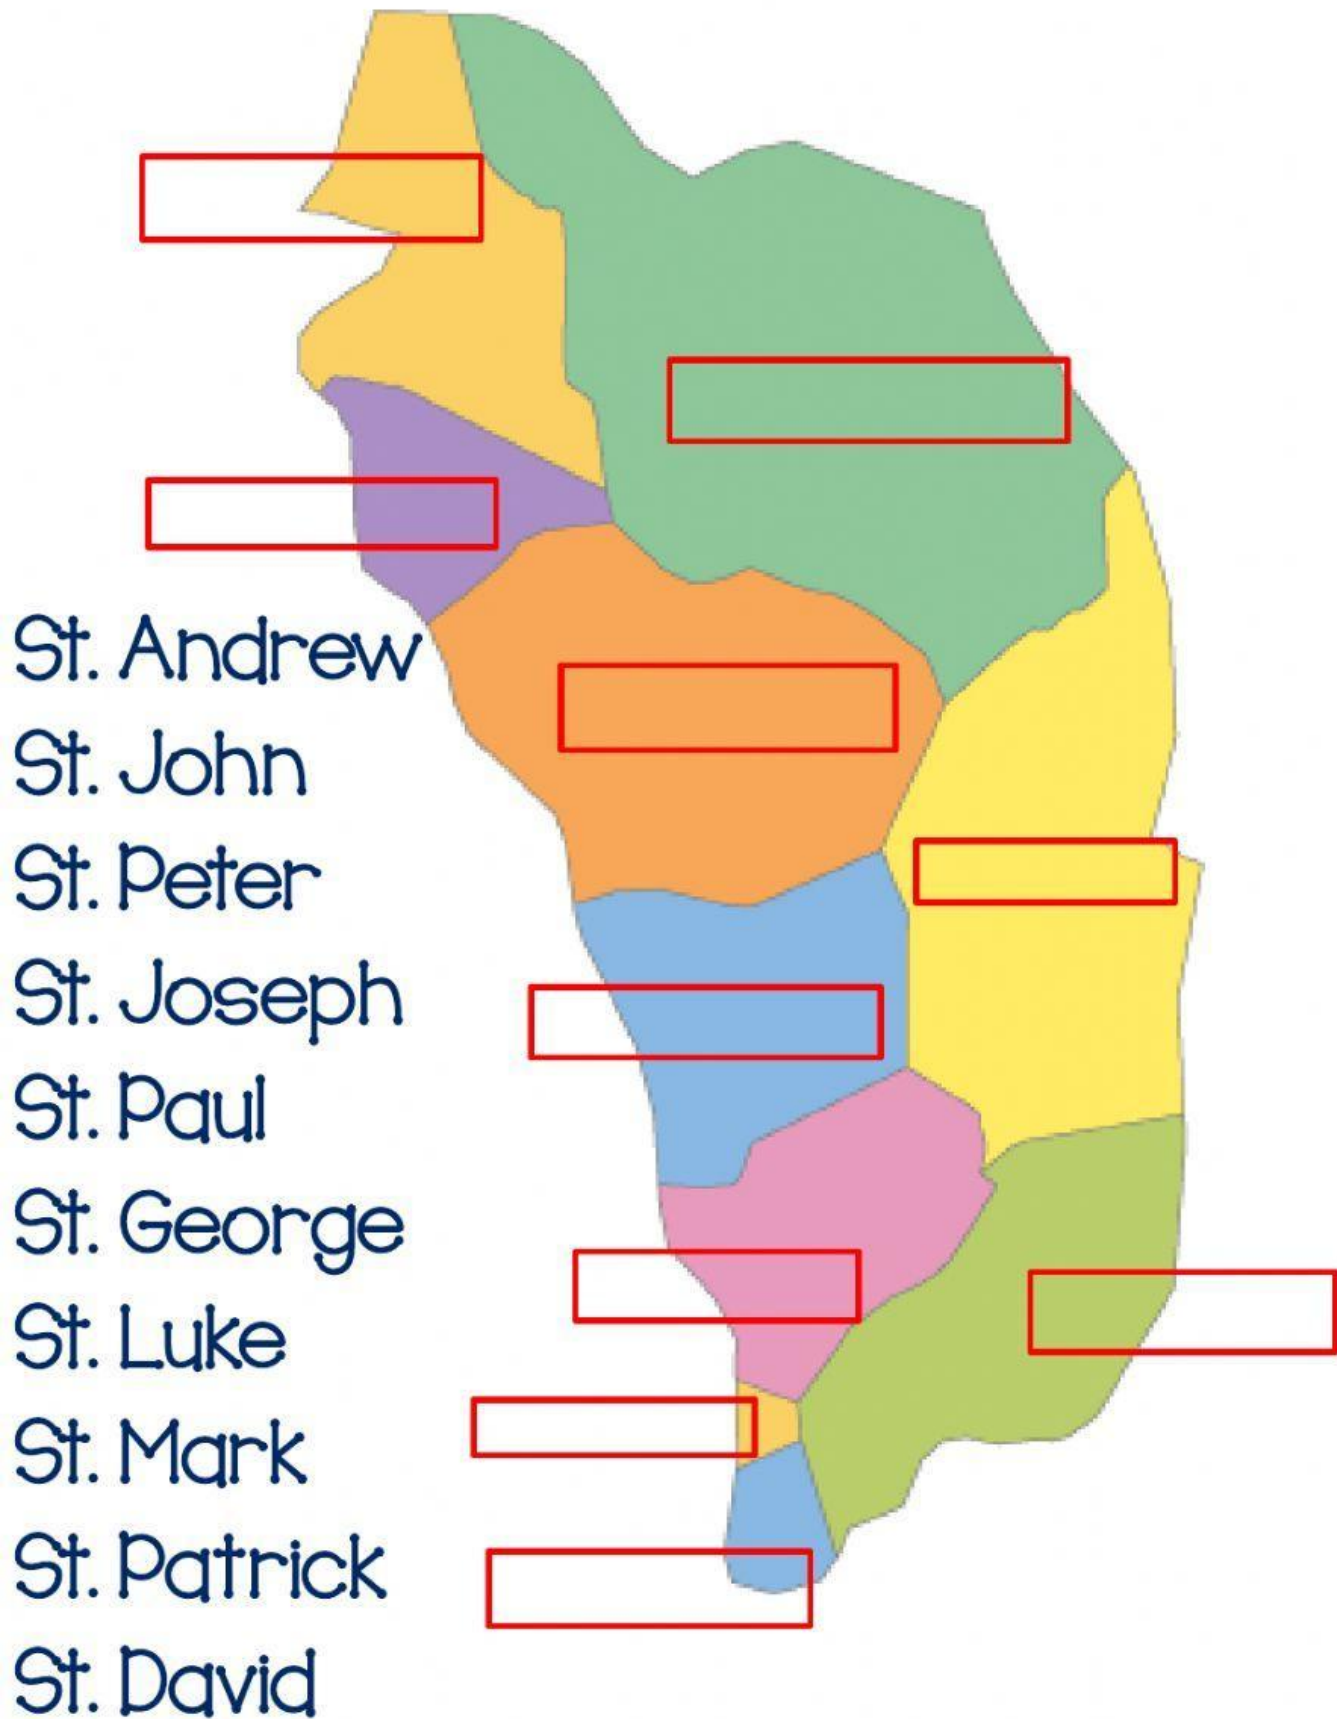 St. Andrew
St. John
St. Peter
St. Joseph
St. Paul
St. George
St. Luke
St. Mark
St. Patrick
St. David